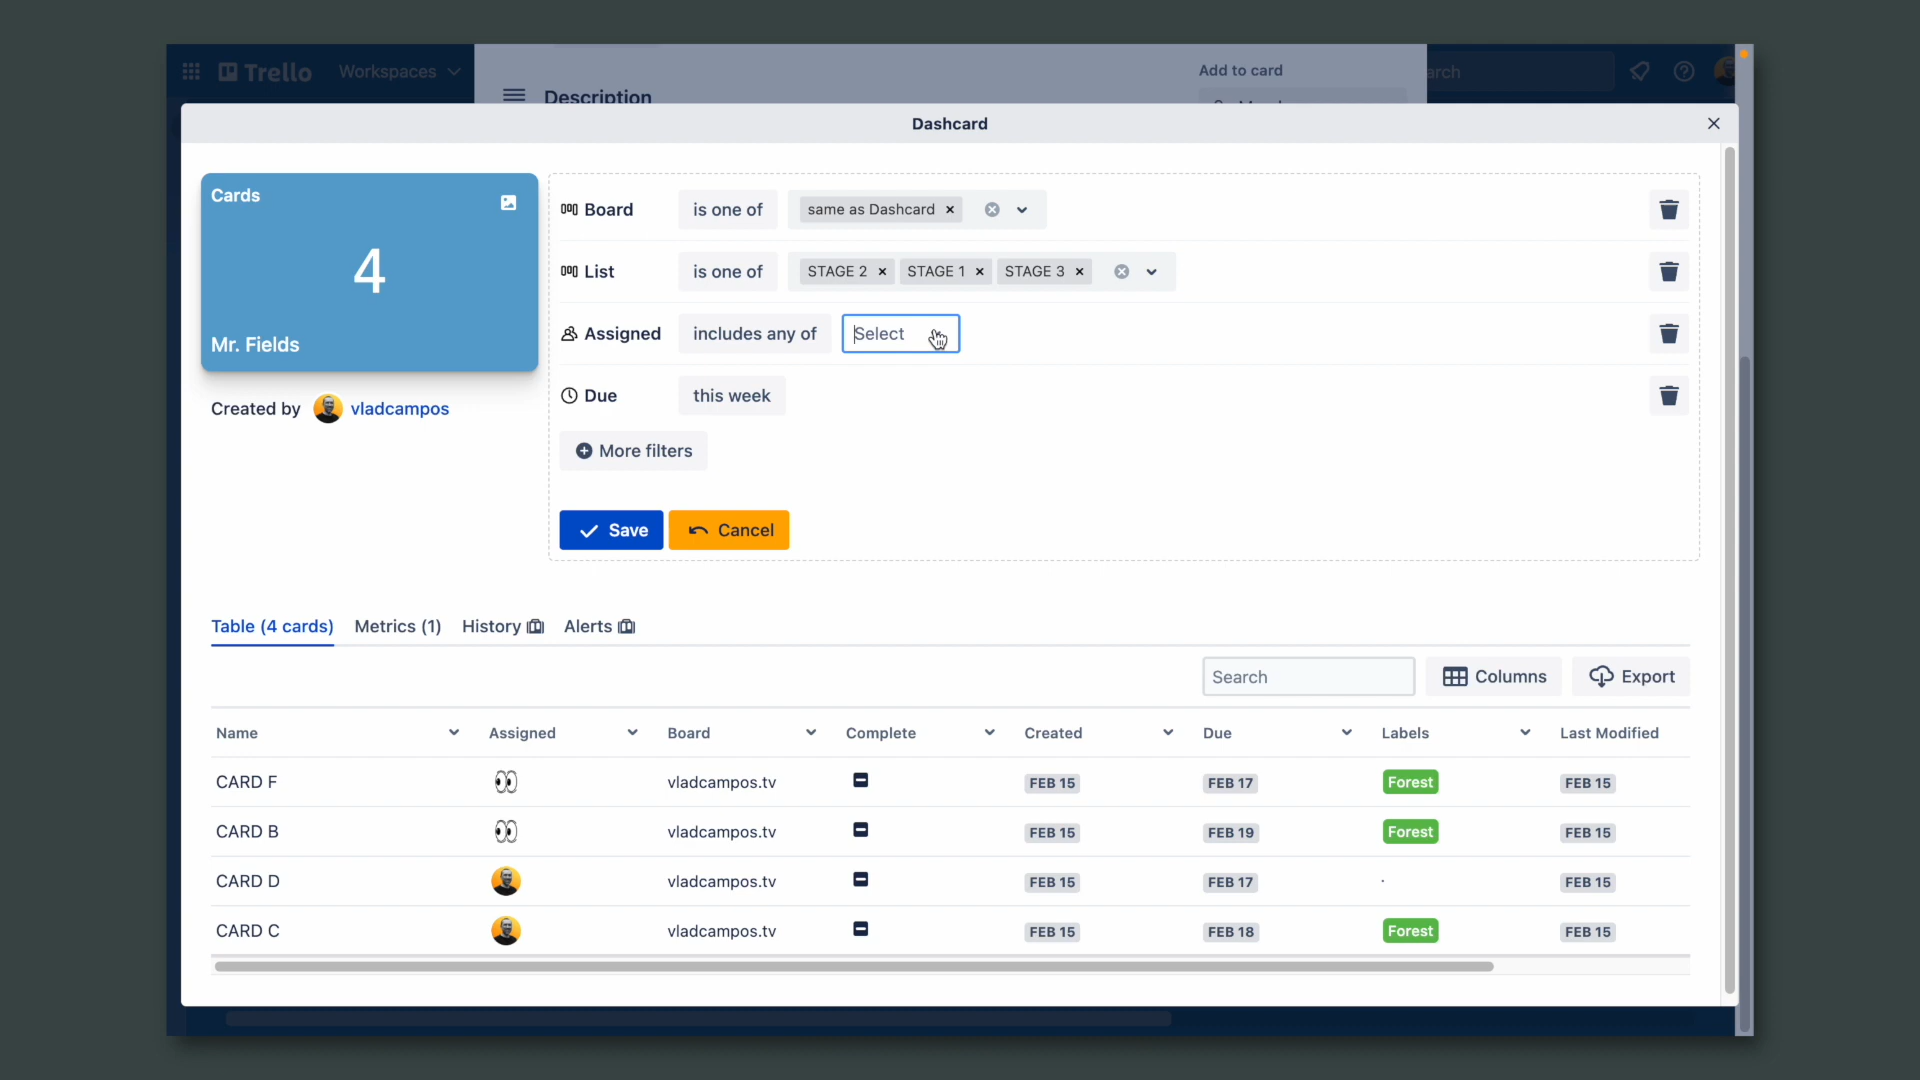 Trello
Workspaces
Description
Add to card
arch
Dashcard
Cards
4
Mr. Fields
Created by vladcampos
Board is one of same as Dashcard
List is one of STAGE 2 STAGE 1 STAGE 3
Assigned includes any of Select
Due this week
More filters
Save Cancel
Table (4 cards) Metrics (1) History Alerts
Search Columns Export
Name Assigned Board Complete Created Due Labels Last Modified
CARD F vladcampos.tv FEB 15 FEB 17 Forest FEB 15
CARD B vladcampos.tv FEB 15 FEB 19 Forest FEB 15
CARD D vladcampos.tv FEB 15 FEB 17 FEB 15
CARD C vladcampos.tv FEB 15 FEB 18 Forest FEB 15